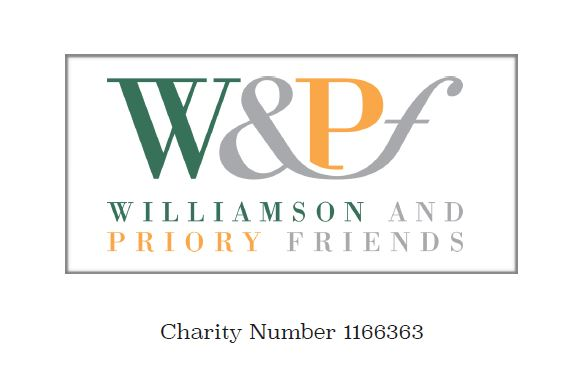 W&Pf
WILLIAMSON AND
PRIORY FRIENDS
Charity Number 1166363